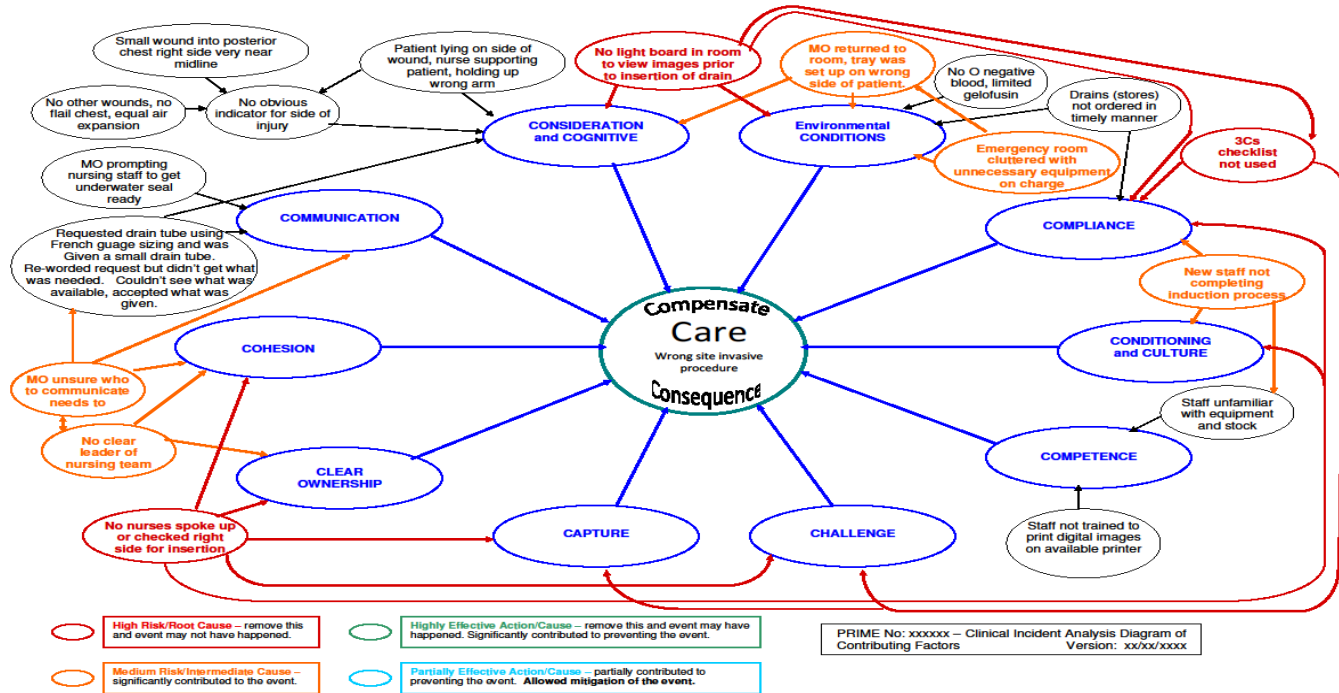 Small wound into posterior
chest right side very near
midline
Patient lying on side of
wound, nurse supporting
patient, holding up
wrong arm
No light board in room
to view images prior
to insertion of drain
MO returned to
room, tray was
set up on wrong
side of patient.
No O negative
blood, limited
gelofusin
Drains (stores)
not ordered in
timely manner
No other wounds, no
flail chest, equal air
expansion
No obvious
indicator for side of
injury
CONSIDERATION
and COGNITIVE
Environmental
CONDITIONS
Emergency room
cluttered with
unnecessary equipment
on charge
3Cs
checklist
not used
MO prompting
nursing staff to get
underwater seal
ready
COMMUNICATION
COMPLIANCE
Requested drain tube using
French guage sizing and was
Given a small drain tube.
Re-worded request but didn't get what
was needed. Couldn't see what was
available, accepted what was
given.
New staff not
completing
induction process
Compensate
Care
Wrong site invasive
procedure
Consequence
COHESION
CONDITIONING
and CULTURE
MO unsure who
to communicate
needs to
Staff unfamiliar
with equipment
and stock
No clear
leader of
nursing team
CLEAR
OWNERSHIP
COMPETENCE
No nurses spoke up
or checked right
side for insertion
CAPTURE
CHALLENGE
Staff not trained to
print digital images
on available printer
High Risk/Root Cause – remove this
and event may not have happened.
Highly Effective Action/Cause – remove this and event may have
happened. Significantly contributed to preventing the event.
PRIME No: xxxxxx – Clinical Incident Analysis Diagram of
Contributing Factors Version: xx/xx/xxxx
Medium Risk/Intermediate Cause –
significantly contributed to the event.
Partially Effective Action/Cause – partially contributed to
preventing the event. Allowed mitigation of the event.